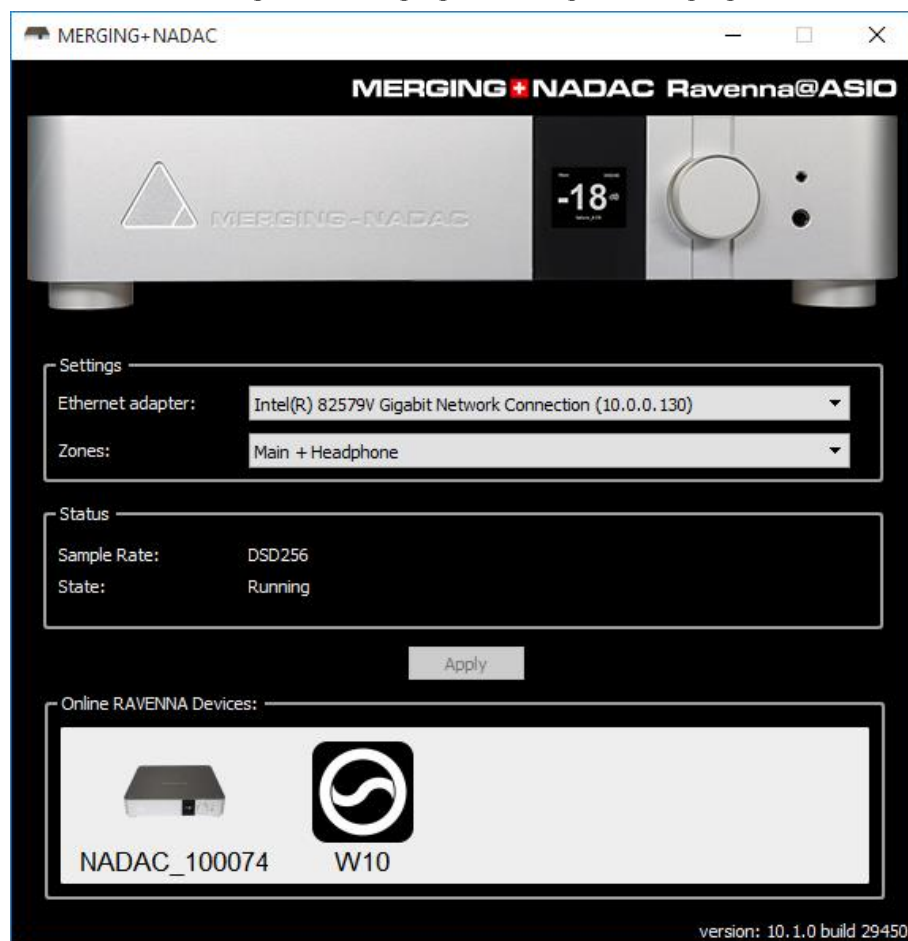 MERGING+NADAC
MERGING+NADAC Ravenna@ASIO
MERGING-NADAC
-18
Settings
Ethernet adapter: Intel(R) 82579V Gigabit Network Connection (10.0.0.130)
Zones: Main + Headphone
Status
Sample Rate: DSD256
State: Running
Apply
Online RAVENNA Devices:
NADAC_100074 W10
version: 10.1.0 build 29450